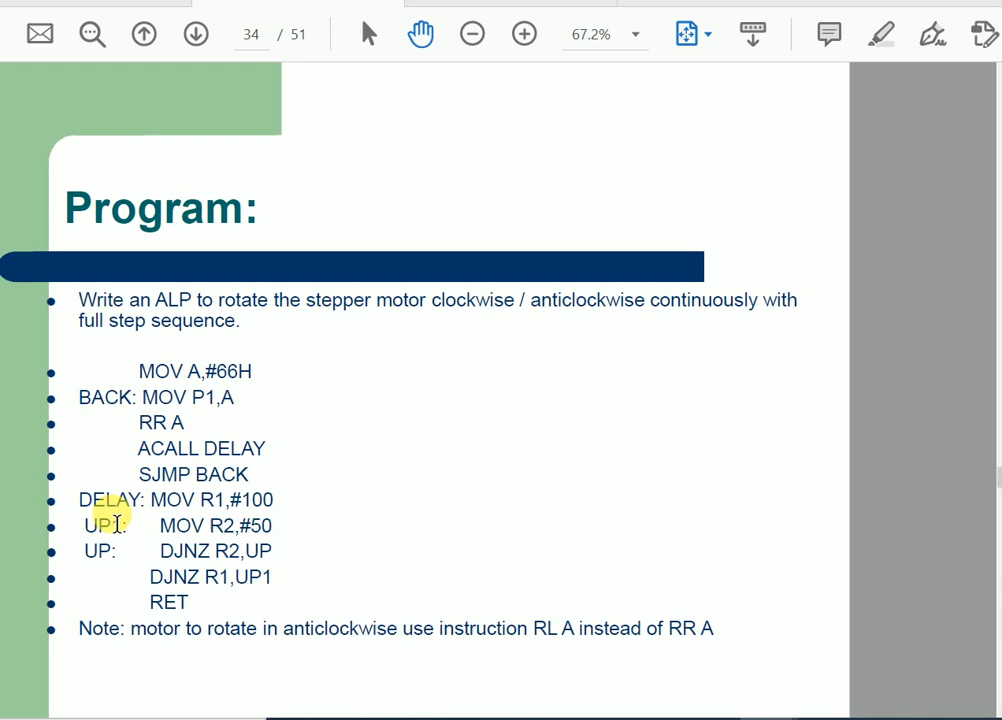 34 / 51
67.2%
Program:
Write an ALP to rotate the stepper motor clockwise / anticlockwise continuously with
full step sequence.
MOV A,#66H
BACK: MOV P1,A
RR A
ACALL DELAY
SJMP BACK
DELAY: MOV R1,#100
UP1: MOV R2,#50
UP: DJNZ R2,UP
DJNZ R1,UP1
RET
Note: motor to rotate in anticlockwise use instruction RL A instead of RR A